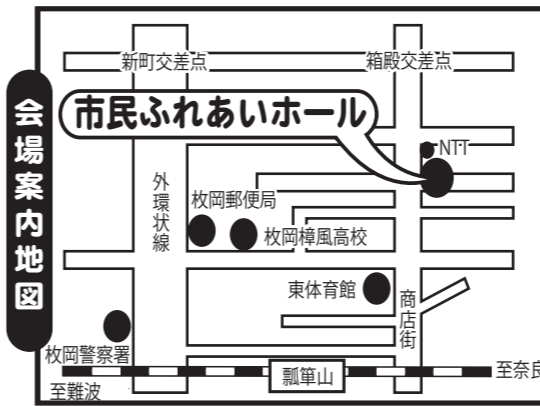 会場案内地図
新町交差点
箱殿交差点
市民ふれあいホール
NTT
外環状線
枚岡郵便局
枚岡樟風高校
東体育館
商店街
枚岡警察署
瓢箪山
至難波
至奈良